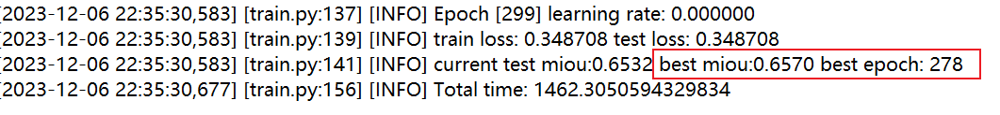 [2023-12-06 22:35:30,583] [train.py:137] [INFO] Epoch [299] learning rate: 0.000000
[2023-12-06 22:35:30,583] [train.py:139] [INFO] train loss: 0.348708 test loss: 0.348708
[2023-12-06 22:35:30,583] [train.py:141] [INFO] current test miou:0.6532 best miou:0.6570 best epoch: 278
[2023-12-06 22:35:30,677] [train.py:156] [INFO] Total time: 1462.3050594329834